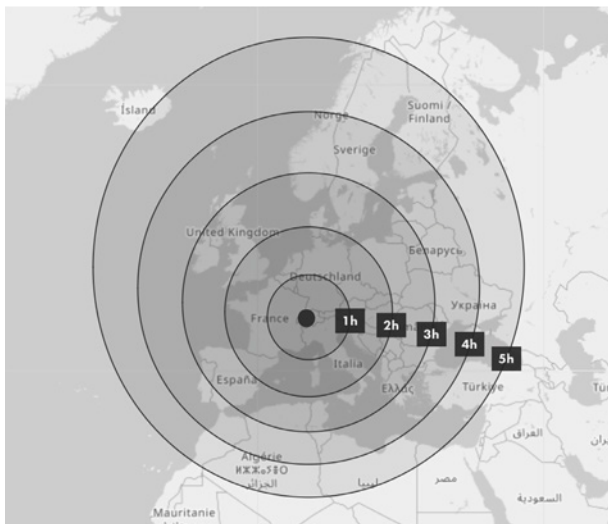 Ísland
Norge
Suomi /
Finland
Sverige
United Kingdom
Беларусь
Deutschland
Україна
France
1h
2h
3h
4h
5h
Italia
España
Ελλάς
Türkiye
Algérie
ⵍⵣⵣⴰⵢⴻⵔ
الجزائر
ليبيا
مصر
العراق
السعودية
Mauritanie